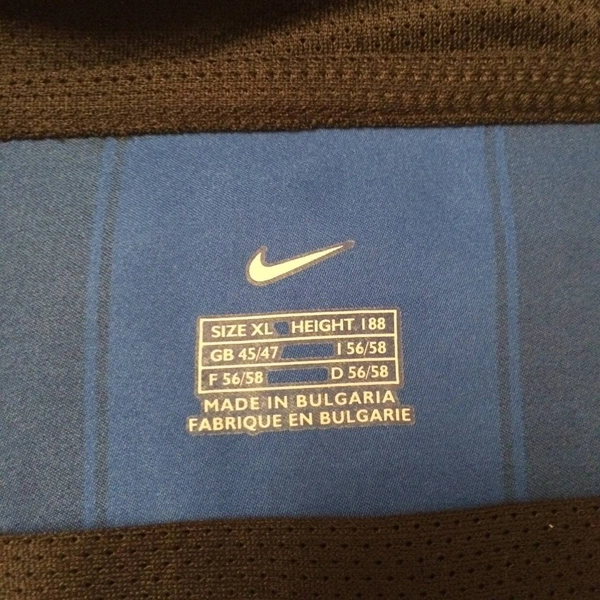 SIZE XL HEIGHT 188
GB 45/47 I 56/58
F 56/58 D 56/58
MADE IN BULGARIA
FABRIQUE EN BULGARIE